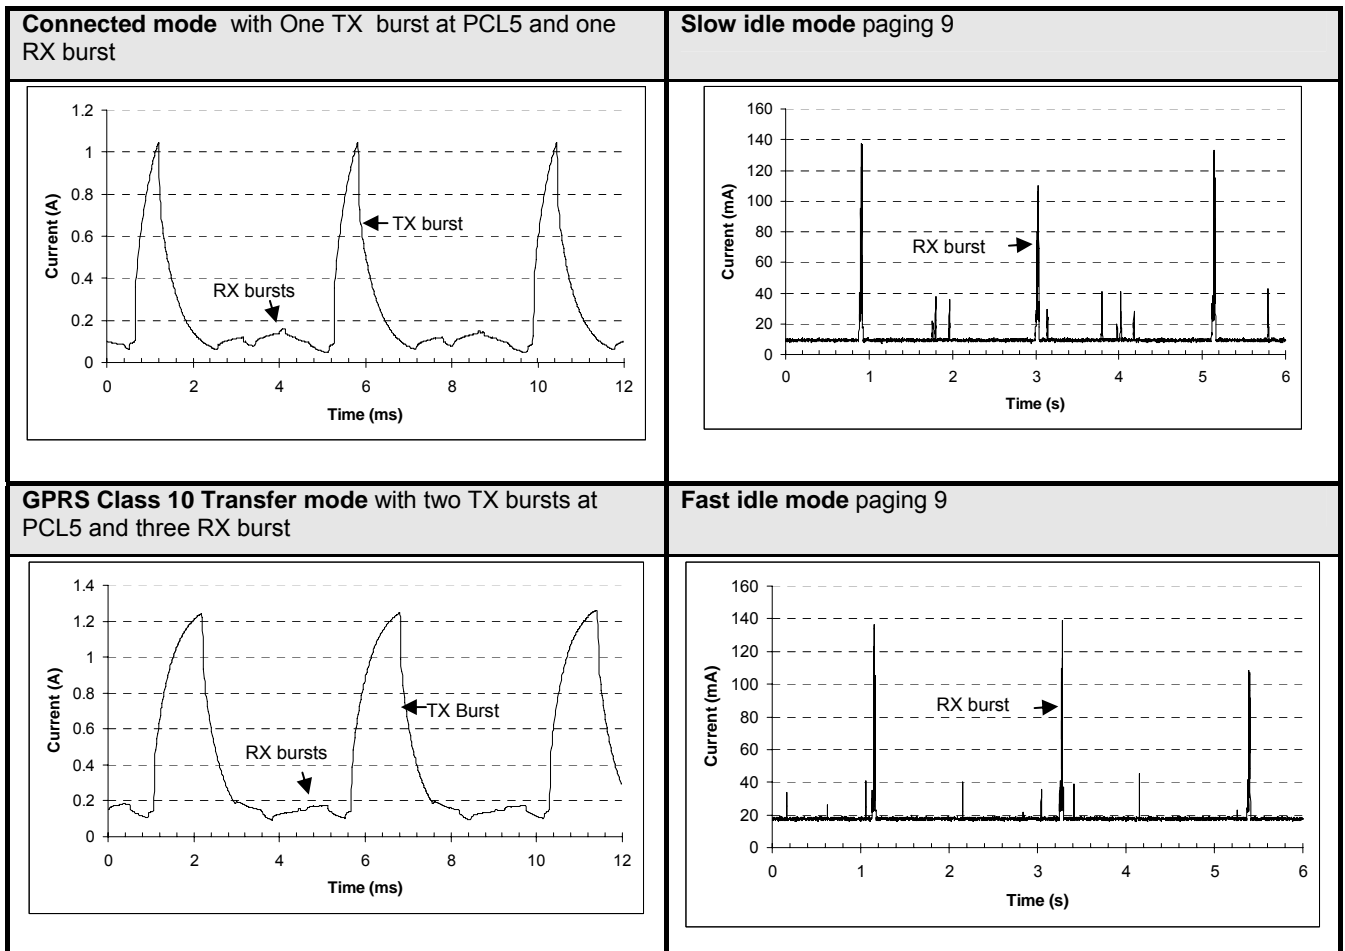 Connected mode with One TX burst at PCL5 and one
RX burst
Slow idle mode paging 9
1.2
1
0.8
0.6
0.4
0.2
0
Current (A)
TX burst
RX bursts
0 2 4 6 8 10 12
Time (ms)
160
140
120
100
80
60
40
20
0
Current (mA)
RX burst
0 1 2 3 4 5 6
Time (s)
GPRS Class 10 Transfer mode with two TX bursts at
PCL5 and three RX burst
Fast idle mode paging 9
1.4
1.2
1
0.8
0.6
0.4
0.2
0
Current (A)
TX Burst
RX bursts
0 2 4 6 8 10 12
Time (ms)
160
140
120
100
80
60
40
20
0
Current (mA)
RX burst
0 1 2 3 4 5 6
Time (s)